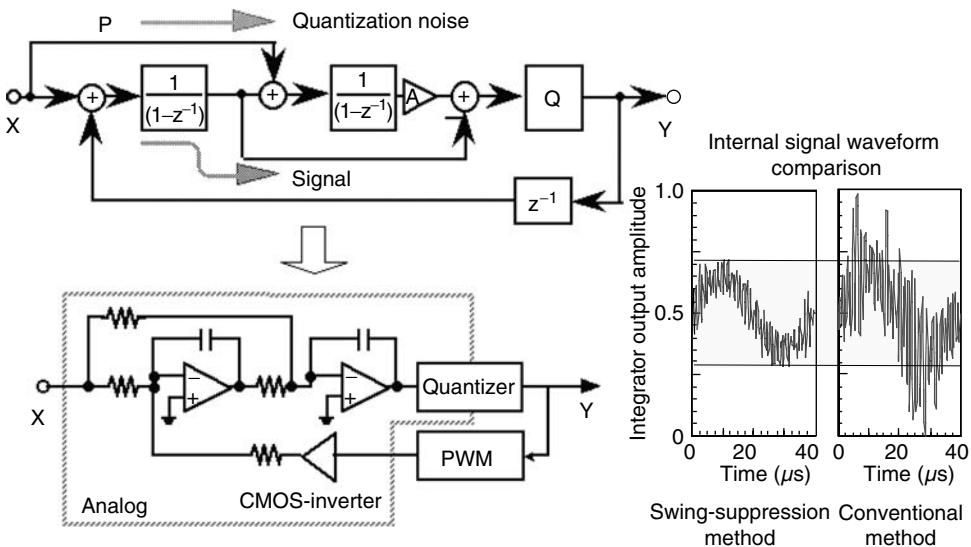 P
Quantization noise
X
+
1
(1–z⁻¹)
+
1
(1–z⁻¹)
A
+
–
Q
Y
Signal
z⁻¹
X
–
+
–
+
Quantizer
Y
PWM
CMOS-inverter
Analog
Internal signal waveform
comparison
Integrator output amplitude
1.0
0.5
0
0
40
0
40
Time (μs)
Time (μs)
Swing-suppression
method
Conventional
method